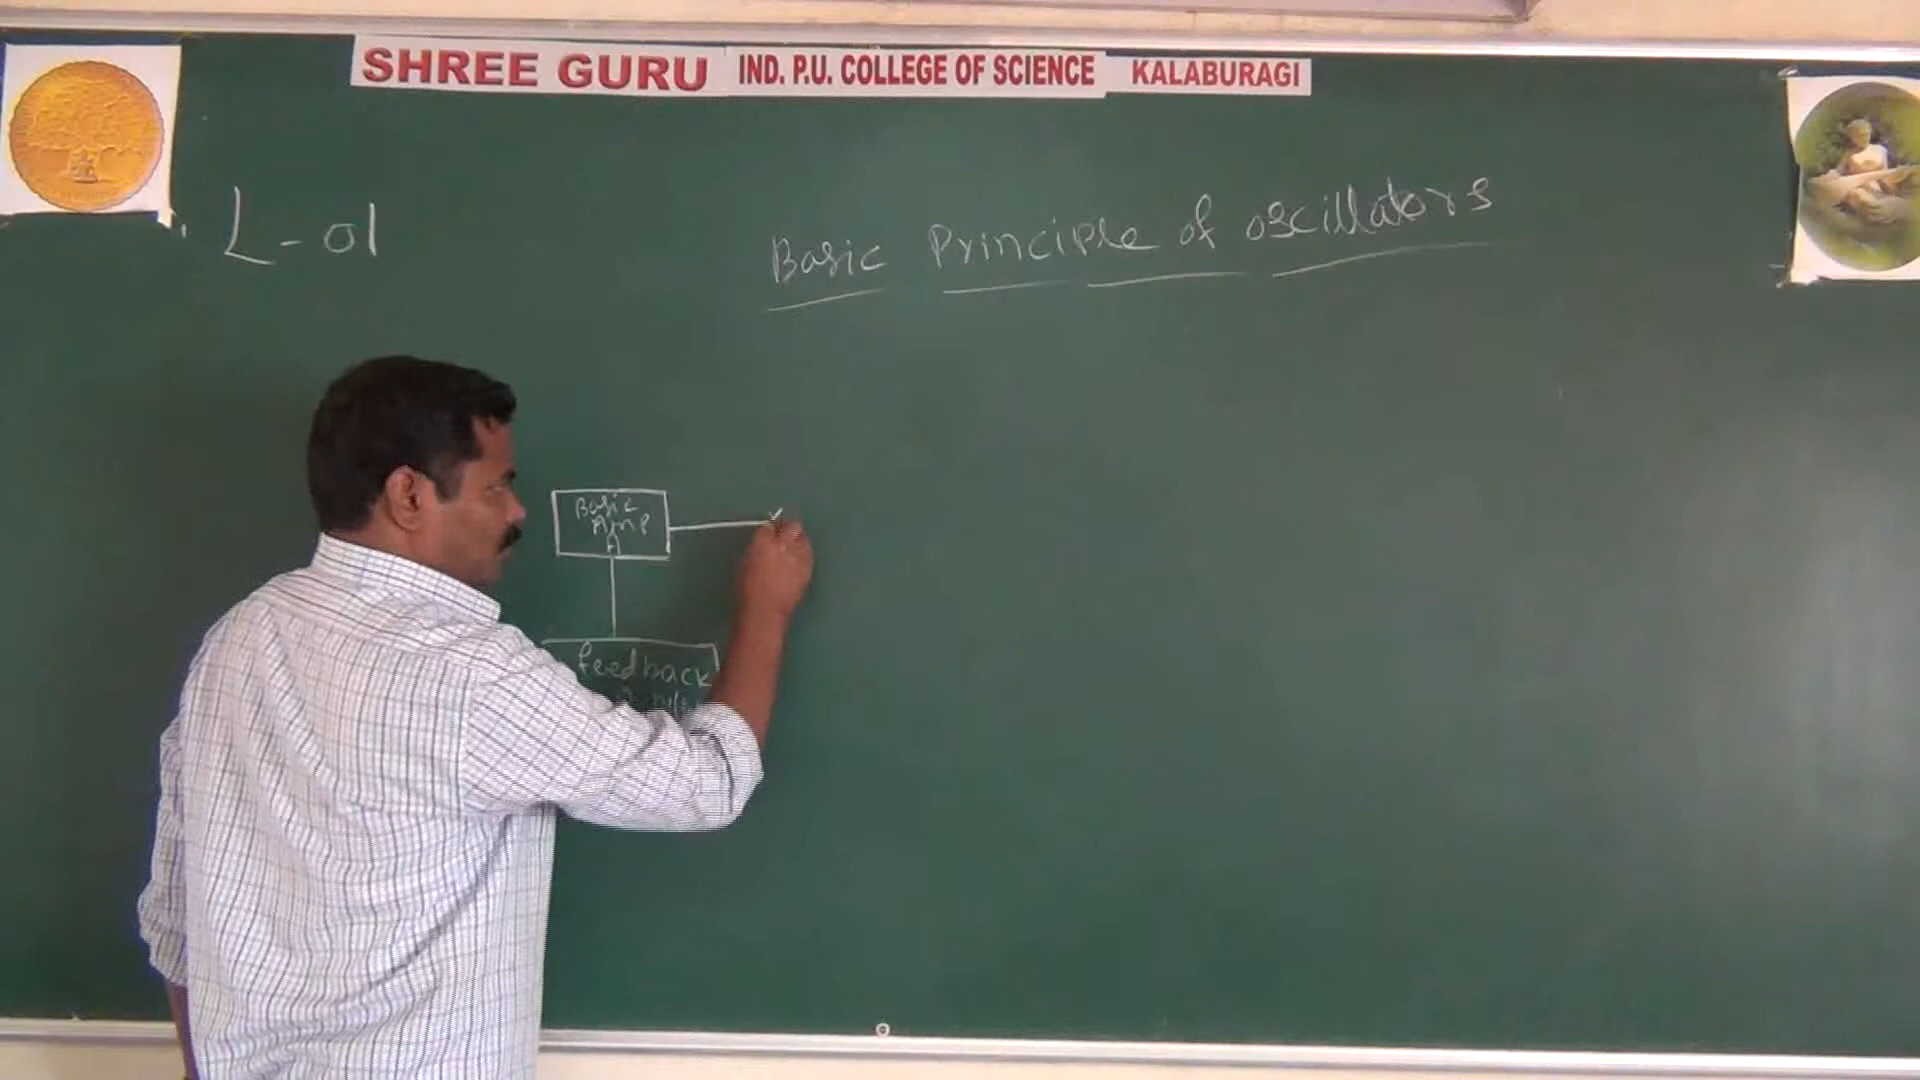 SHREE GURU IND. P.U. COLLEGE OF SCIENCE KALABURAGI
L-01
Basic Principle of oscillators
Basic
Amp
A
feedback